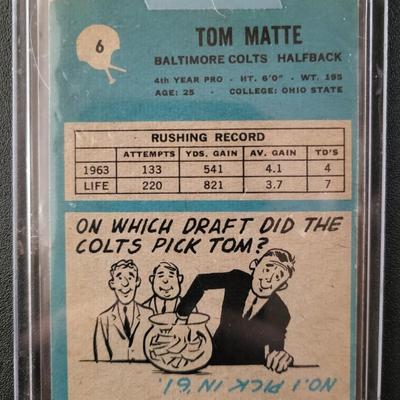 6
TOM MATTE
BALTIMORE COLTS HALFBACK
4th YEAR PRO - HT. 6'0" - WT. 195
AGE: 25 - COLLEGE: OHIO STATE
RUSHING RECORD
ATTEMPTS YDS. GAIN AV. GAIN TD'S
1963 133 541 4.1 4
LIFE 220 821 3.7 7
ON WHICH DRAFT DID THE
COLTS PICK TOM?
NO. 1 PICK IN '61.